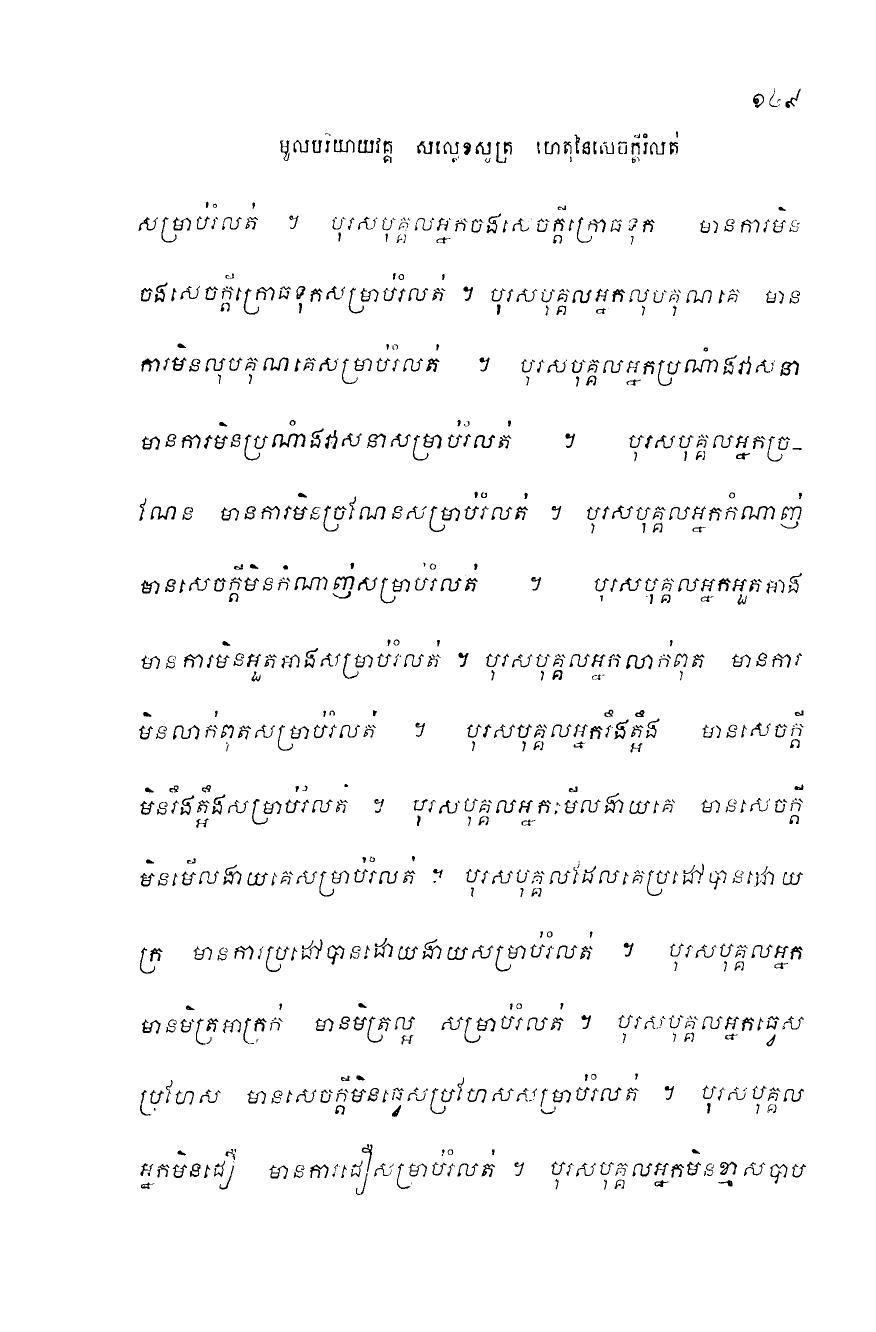 ១៤៩
មូលបរិយាយវគ្គ សល្លេខសូត្រ ហេតុនៃសេចក្តីរំលត់
សម្រាប់រំលត់ ។ បុរសបុគ្គលអ្នកចងសេចក្តីក្រោធទុក មានការមិន
ចងសេចក្តីក្រោធទុកសម្រាប់រំលត់ ។ បុរសបុគ្គលអ្នកលុបគុណគេ មាន
ការមិនលុបគុណគេសម្រាប់រំលត់ ។ បុរសបុគ្គលអ្នកប្រណាំងវាសនា
មានការមិនប្រណាំងវាសនាសម្រាប់រំលត់ ។ បុរសបុគ្គលអ្នកច្រ-
ណែន មានការមិនច្រណែនសម្រាប់រំលត់ ។ បុរសបុគ្គលអ្នកកំណាញ់
មានសេចក្តីមិនកំណាញ់សម្រាប់រំលត់ ។ បុរសបុគ្គលអ្នកអួតអាង
មានការមិនអួតអាងសម្រាប់រំលត់ ។ បុរសបុគ្គលអ្នកលាក់ពុត មានការ
មិនលាក់ពុតសម្រាប់រំលត់ ។ បុរសបុគ្គលអ្នករឹងត្អឹង មានសេចក្តី
មិនរឹងត្អឹងសម្រាប់រំលត់ ។ បុរសបុគ្គលអ្នកមើលងាយគេ មានសេចក្តី
មិនមើលងាយគេសម្រាប់រំលត់ ។ បុរសបុគ្គលដែលគេប្រដៅបានដោយ
ក្រ មានការប្រដៅបានដោយងាយសម្រាប់រំលត់ ។ បុរសបុគ្គលអ្នក
មានមិត្រអាក្រក់ មានមិត្រល្អ សម្រាប់រំលត់ ។ បុរសបុគ្គលអ្នកធ្វេស
ប្រហែស មានសេចក្តីមិនធ្វេសប្រហែសសម្រាប់រំលត់ ។ បុរសបុគ្គល
អ្នកមិនជឿ មានការជឿសម្រាប់រំលត់ ។ បុរសបុគ្គលអ្នកមិនខ្មាសបាប